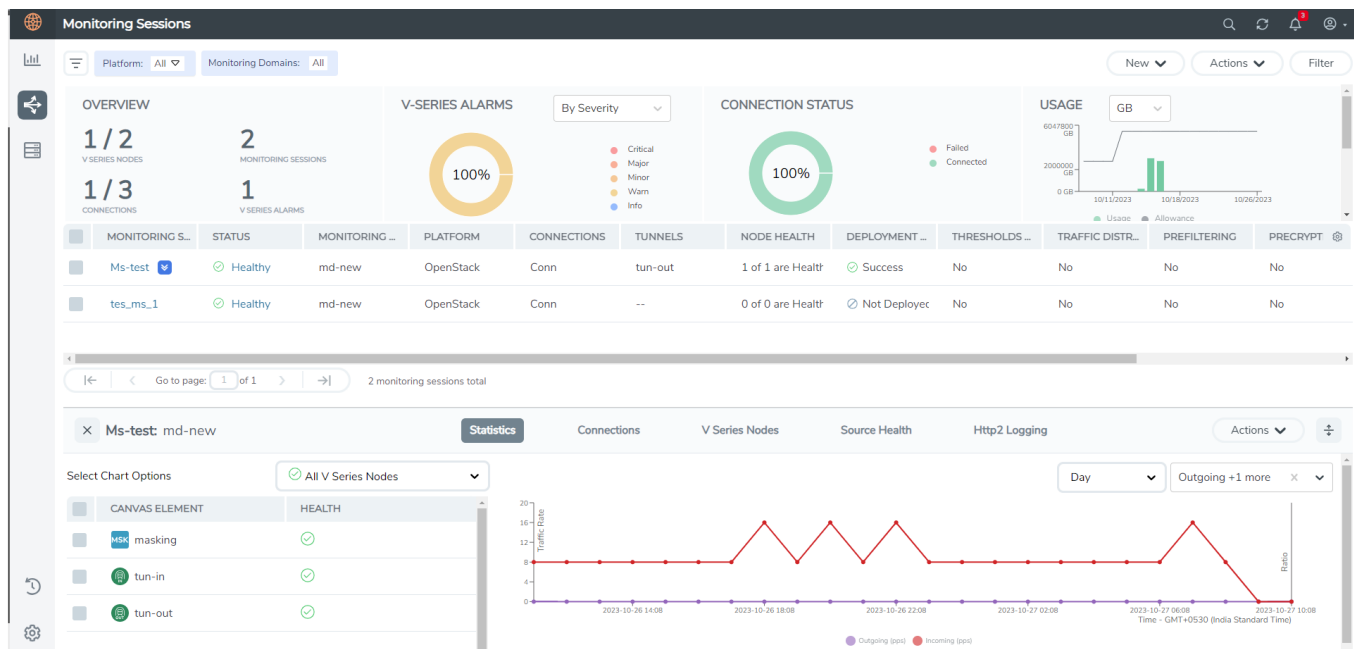 Monitoring Sessions
3
Platform: All
Monitoring Domains: All
New
Actions
Filter
OVERVIEW
1 / 2
V SERIES NODES
2
MONITORING SESSIONS
1 / 3
CONNECTIONS
1
V SERIES ALARMS
V-SERIES ALARMS
By Severity
100%
Critical
Major
Minor
Warn
Info
CONNECTION STATUS
100%
Failed
Connected
USAGE
GB
6047800 GB
2000000 GB
0 GB
10/11/2023 10/18/2023 10/26/2023
Usage Allowance
MONITORING S... STATUS MONITORING ... PLATFORM CONNECTIONS TUNNELS NODE HEALTH DEPLOYMENT ... THRESHOLDS ... TRAFFIC DISTR... PREFILTERING PRECRYPT
Ms-test Healthy md-new OpenStack Conn tun-out 1 of 1 are Health Success No No No No
tes_ms_1 Healthy md-new OpenStack Conn -- 0 of 0 are Health Not Deployec No No No No
Go to page: 1 of 1
2 monitoring sessions total
Ms-test: md-new
Statistics
Connections
V Series Nodes
Source Health
Http2 Logging
Actions
Select Chart Options
All V Series Nodes
Day
Outgoing +1 more
CANVAS ELEMENT HEALTH
MSK masking
IN tun-in
OUT tun-out
20
16
12
8
4
0
Traffic Rate
Ratio
2023-10-26 14:08 2023-10-26 18:08 2023-10-26 22:08 2023-10-27 02:08 2023-10-27 06:08 2023-10-27 10:08
Time - GMT+0530 (India Standard Time)
Outgoing (pps) Incoming (pps)